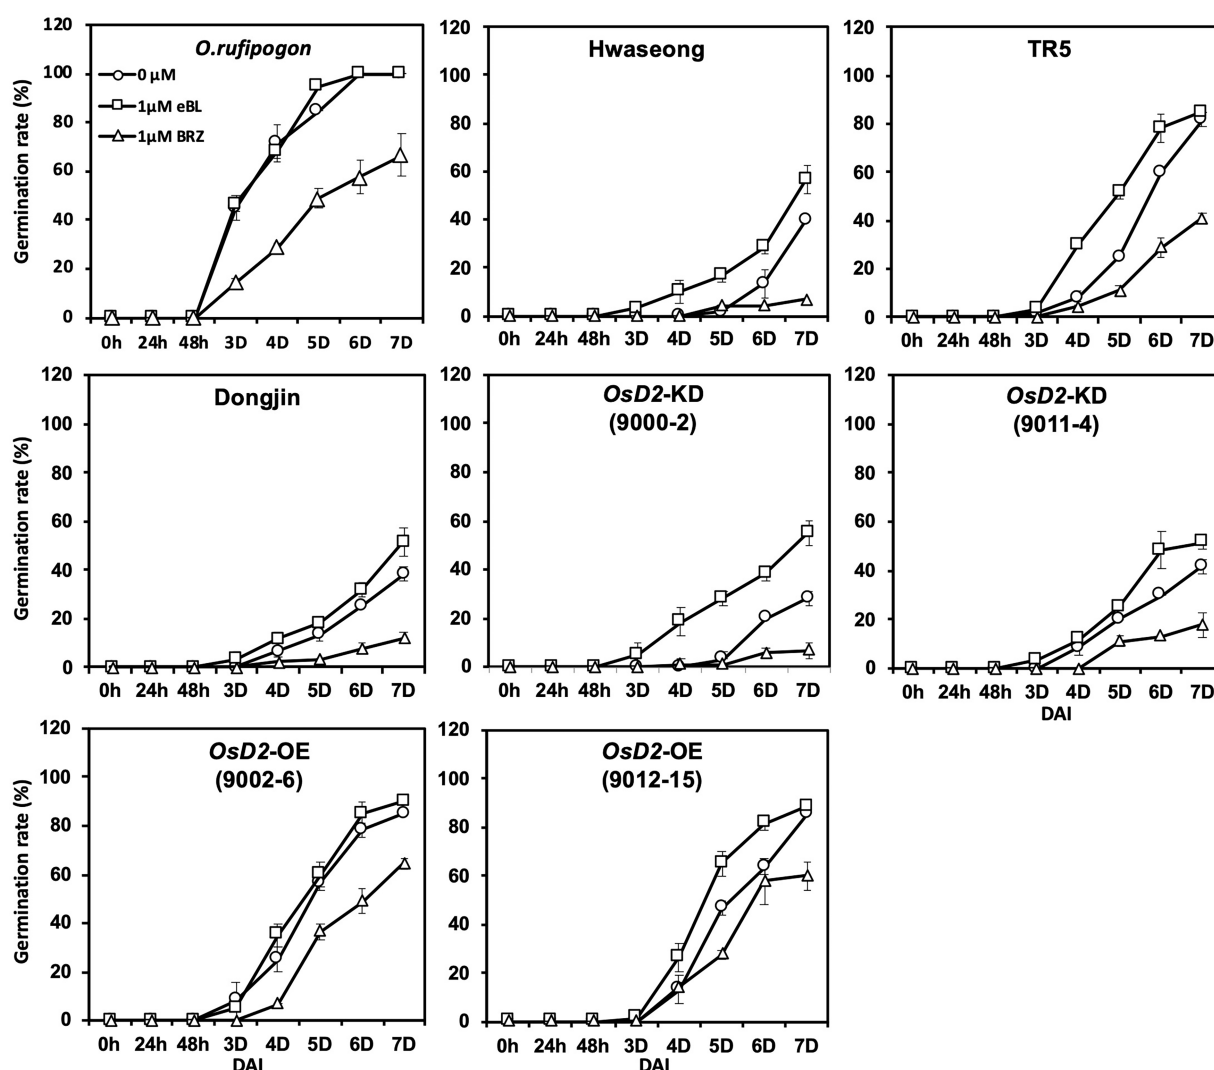 O.rufipogon
0 µM
1µM eBL
1µM BRZ
Germination rate (%)
120
100
80
60
40
20
0
0h 24h 48h 3D 4D 5D 6D 7D
Hwaseong
120
100
80
60
40
20
0
0h 24h 48h 3D 4D 5D 6D 7D
TR5
120
100
80
60
40
20
0
0h 24h 48h 3D 4D 5D 6D 7D
Dongjin
Germination rate (%)
120
100
80
60
40
20
0
0h 24h 48h 3D 4D 5D 6D 7D
OsD2-KD
(9000-2)
120
100
80
60
40
20
0
0h 24h 48h 3D 4D 5D 6D 7D
OsD2-KD
(9011-4)
120
100
80
60
40
20
0
0h 24h 48h 3D 4D 5D 6D 7D
DAI
OsD2-OE
(9002-6)
Germination rate (%)
120
100
80
60
40
20
0
0h 24h 48h 3D 4D 5D 6D 7D
DAI
OsD2-OE
(9012-15)
120
100
80
60
40
20
0
0h 24h 48h 3D 4D 5D 6D 7D
DAI